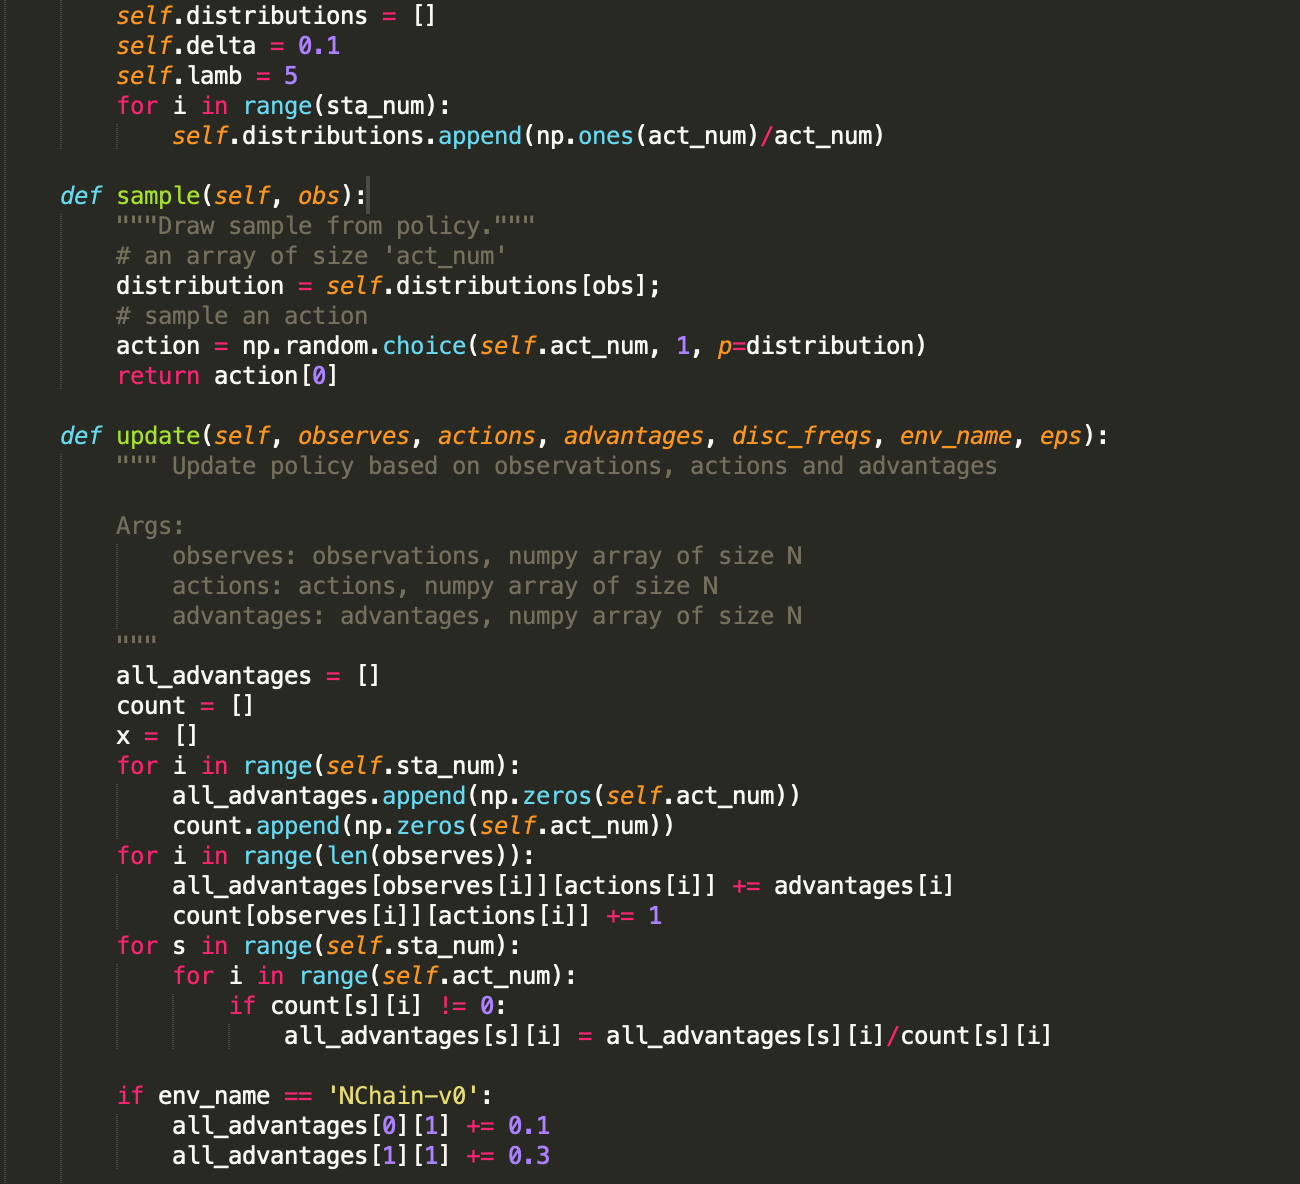 self.distributions = []
self.delta = 0.1
self.lamb = 5
for i in range(sta_num):
self.distributions.append(np.ones(act_num)/act_num)
def sample(self, obs):
"""Draw sample from policy."""
# an array of size 'act_num'
distribution = self.distributions[obs];
# sample an action
action = np.random.choice(self.act_num, 1, p=distribution)
return action[0]
def update(self, observes, actions, advantages, disc_freqs, env_name, eps):
""" Update policy based on observations, actions and advantages
Args:
observes: observations, numpy array of size N
actions: actions, numpy array of size N
advantages: advantages, numpy array of size N
"""
all_advantages = []
count = []
x = []
for i in range(self.sta_num):
all_advantages.append(np.zeros(self.act_num))
count.append(np.zeros(self.act_num))
for i in range(len(observes)):
all_advantages[observes[i]][actions[i]] += advantages[i]
count[observes[i]][actions[i]] += 1
for s in range(self.sta_num):
for i in range(self.act_num):
if count[s][i] != 0:
all_advantages[s][i] = all_advantages[s][i]/count[s][i]
if env_name == 'NChain-v0':
all_advantages[0][1] += 0.1
all_advantages[1][1] += 0.3